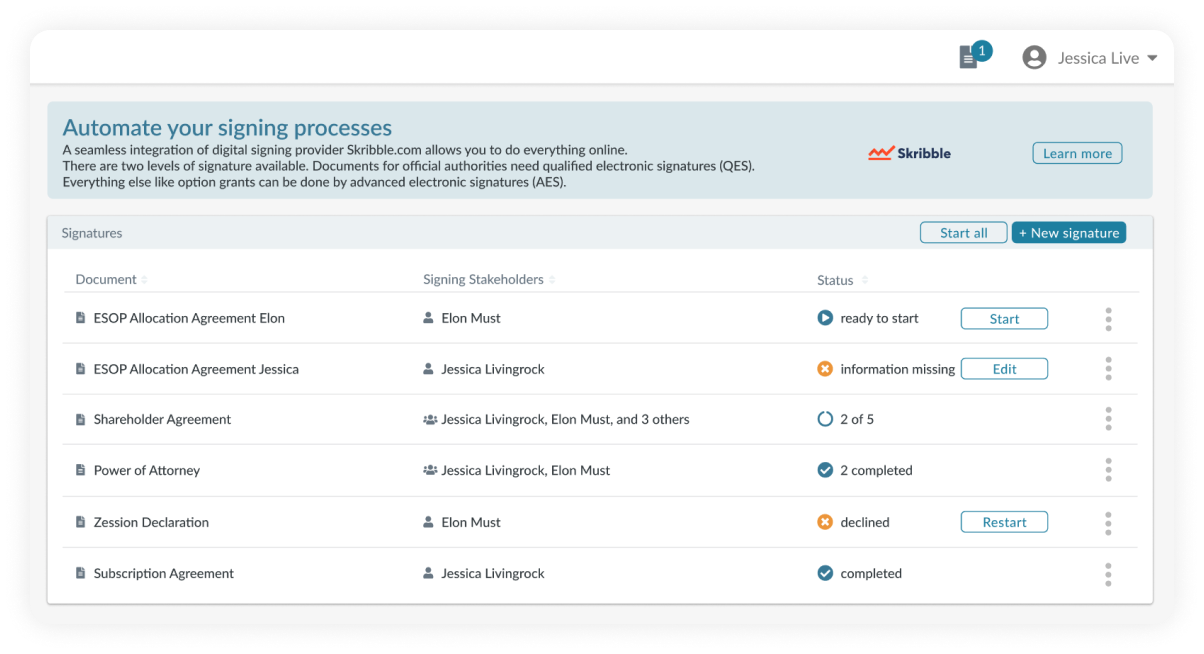 1
Jessica Live
Automate your signing processes
A seamless integration of digital signing provider Skribble.com allows you to do everything online.
There are two levels of signature available. Documents for official authorities need qualified electronic signatures (QES).
Everything else like option grants can be done by advanced electronic signatures (AES).
Skribble
Learn more
Signatures
Start all
+ New signature
Document Signing Stakeholders Status
ESOP Allocation Agreement Elon Elon Must ready to start Start
ESOP Allocation Agreement Jessica Jessica Livingrock information missing Edit
Shareholder Agreement Jessica Livingrock, Elon Must, and 3 others 2 of 5
Power of Attorney Jessica Livingrock, Elon Must 2 completed
Zession Declaration Elon Must declined Restart
Subscription Agreement Jessica Livingrock completed